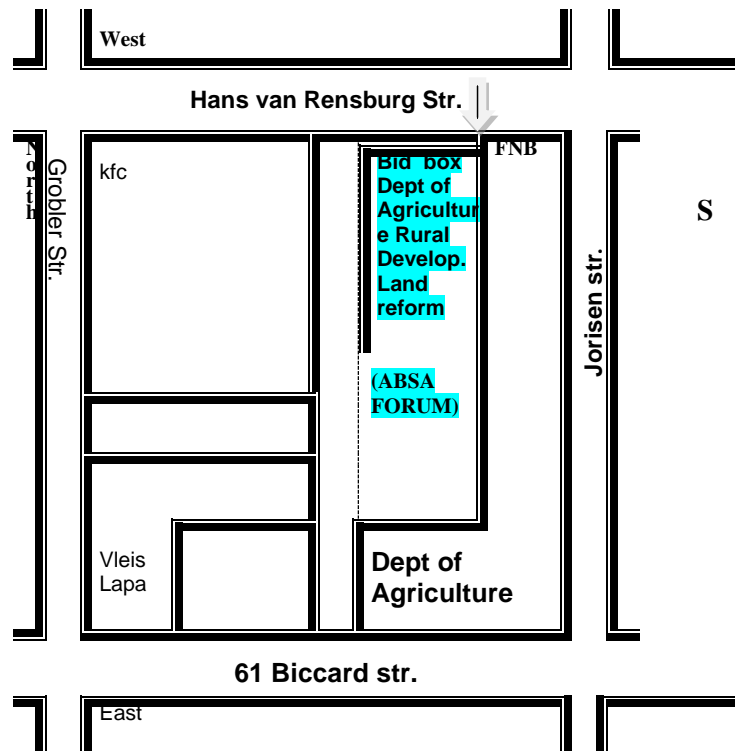 West
Hans van Rensburg Str.
North
Grobler Str.
kfc
Bid box
Dept of
Agricultur
e Rural
Develop.
Land
reform
FNB
S
Jorisen str.
(ABSA
FORUM)
Vleis
Lapa
Dept of
Agriculture
61 Biccard str.
East